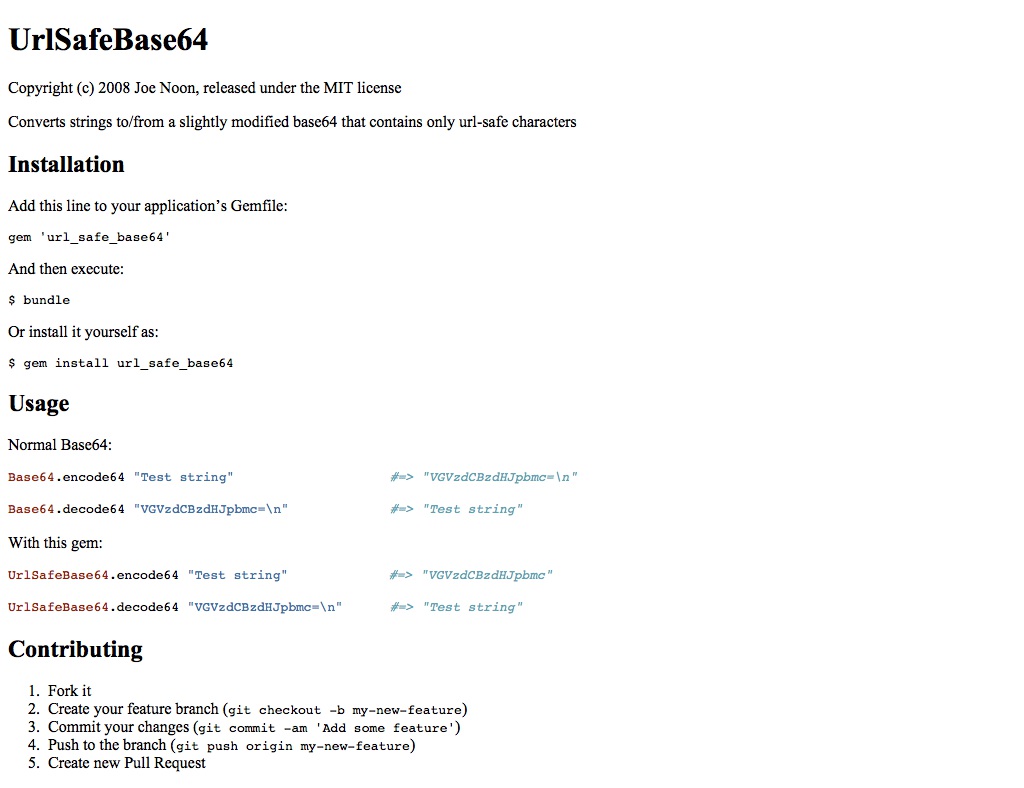 UrlSafeBase64
Copyright (c) 2008 Joe Noon, released under the MIT license
Converts strings to/from a slightly modified base64 that contains only url-safe characters
Installation
Add this line to your application’s Gemfile:
gem 'url_safe_base64'
And then execute:
$ bundle
Or install it yourself as:
$ gem install url_safe_base64
Usage
Normal Base64:
Base64.encode64 "Test string" #=> "VGVzdCBzdHJpbmc=\n"
Base64.decode64 "VGVzdCBzdHJpbmc=\n" #=> "Test string"
With this gem:
UrlSafeBase64.encode64 "Test string" #=> "VGVzdCBzdHJpbmc"
UrlSafeBase64.decode64 "VGVzdCBzdHJpbmc=\n" #=> "Test string"
Contributing
1. Fork it
2. Create your feature branch (git checkout -b my-new-feature)
3. Commit your changes (git commit -am 'Add some feature')
4. Push to the branch (git push origin my-new-feature)
5. Create new Pull Request